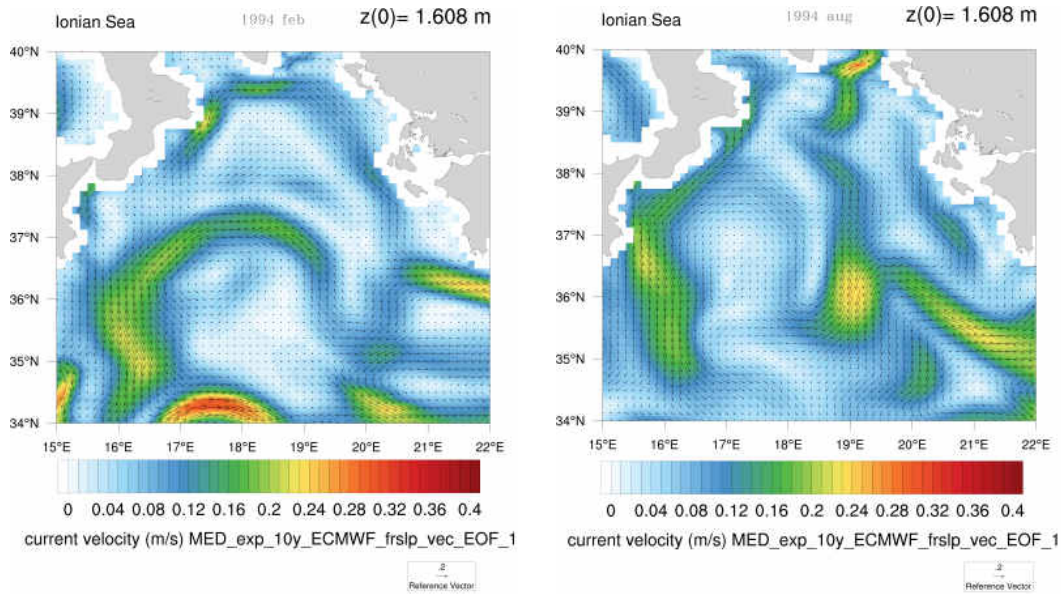 Ionian Sea 1994 feb z(0)= 1.608 m
40°N
39°N
38°N
37°N
36°N
35°N
34°N
15°E 16°E 17°E 18°E 19°E 20°E 21°E 22°E
0 0.04 0.08 0.12 0.16 0.2 0.24 0.28 0.32 0.36 0.4
current velocity (m/s) MED_exp_10y_ECMWF_frslp_vec_EOF_1
.2
Reference Vector
Ionian Sea 1994 aug z(0)= 1.608 m
40°N
39°N
38°N
37°N
36°N
35°N
34°N
15°E 16°E 17°E 18°E 19°E 20°E 21°E 22°E
0 0.04 0.08 0.12 0.16 0.2 0.24 0.28 0.32 0.36 0.4
current velocity (m/s) MED_exp_10y_ECMWF_frslp_vec_EOF_1
.2
Reference Vector